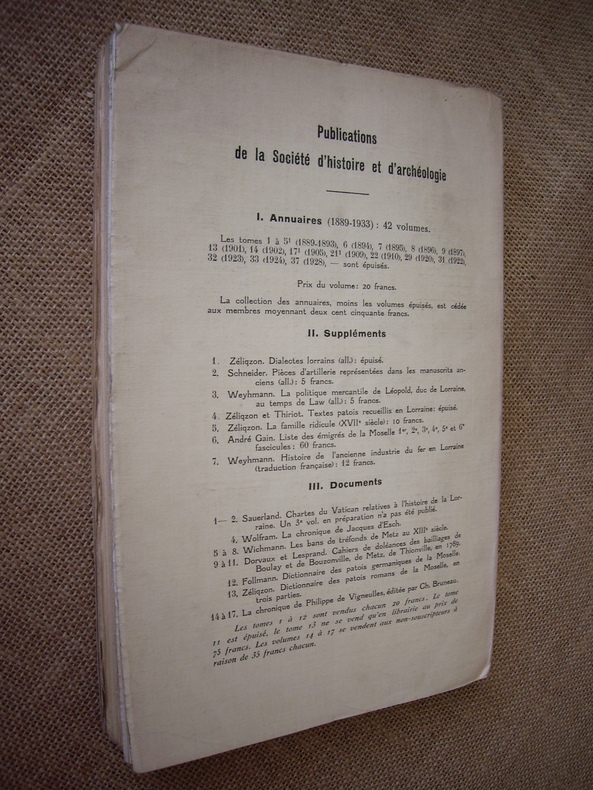 Publications
de la Société d'histoire et d'archéologie
I. Annuaires (1889-1933) : 42 volumes.
Les tomes 1 à 5¹ (1889-1893), 6 (1894), 7 (1895), 8 (1896), 9 (1897),
13 (1901), 14 (1902), 17¹ (1905), 21¹ (1909), 22 (1910), 29 (1920), 31 (1922),
32 (1923), 33 (1924), 37 (1928), — sont épuisés.
Prix du volume : 20 francs.
La collection des annuaires, moins les volumes épuisés, est cédée
aux membres moyennant deux cent cinquante francs.
II. Suppléments
1. Zéliqzon. Dialectes lorrains (all.) : épuisé.
2. Schneider. Pièces d'artillerie représentées dans les manuscrits an-
ciens (all.) : 5 francs.
3. Weyhmann. La politique mercantile de Léopold, duc de Lorraine,
au temps de Law (all.) : 5 francs.
4. Zéliqzon et Thiriot. Textes patois recueillis en Lorraine : épuisé.
5. Zéliqzon. La famille ridicule (XVIIᵉ siècle) : 10 francs.
6. André Gain. Liste des émigrés de la Moselle 1ᵉʳ, 2ᵉ, 3ᵉ, 4ᵉ, 5ᵉ et 6ᵉ
fascicules : 60 francs.
7. Weyhmann. Histoire de l'ancienne industrie du fer en Lorraine
(traduction française) : 12 francs.
III. Documents
1— 2. Sauerland. Chartes du Vatican relatives à l'histoire de la Lor-
raine. Un 3ᵉ vol. en préparation n'a pas été publié.
4. Wolfram. La chronique de Jacques d'Esch.
5 à 8. Wichmann. Les bans de tréfonds de Metz au XIIIᵉ siècle.
9 à 11. Dorvaux et Lesprand. Cahiers de doléances des bailliages de
Boulay et de Bouzonville, de Metz, de Thionville, en 1789.
12. Follmann. Dictionnaire des patois germaniques de la Moselle.
13. Zéliqzon. Dictionnaire des patois romans de la Moselle, en
trois parties.
14 à 17. La chronique de Philippe de Vigneulles, éditée par Ch. Bruneau.
Les tomes 1 à 12 sont vendus chacun 20 francs. Le tome
11 est épuisé, le tome 13 ne se vend qu'en librairie au prix de
75 francs. Les volumes 14 à 17 se vendent aux non-souscripteurs à
raison de 35 francs chacun.